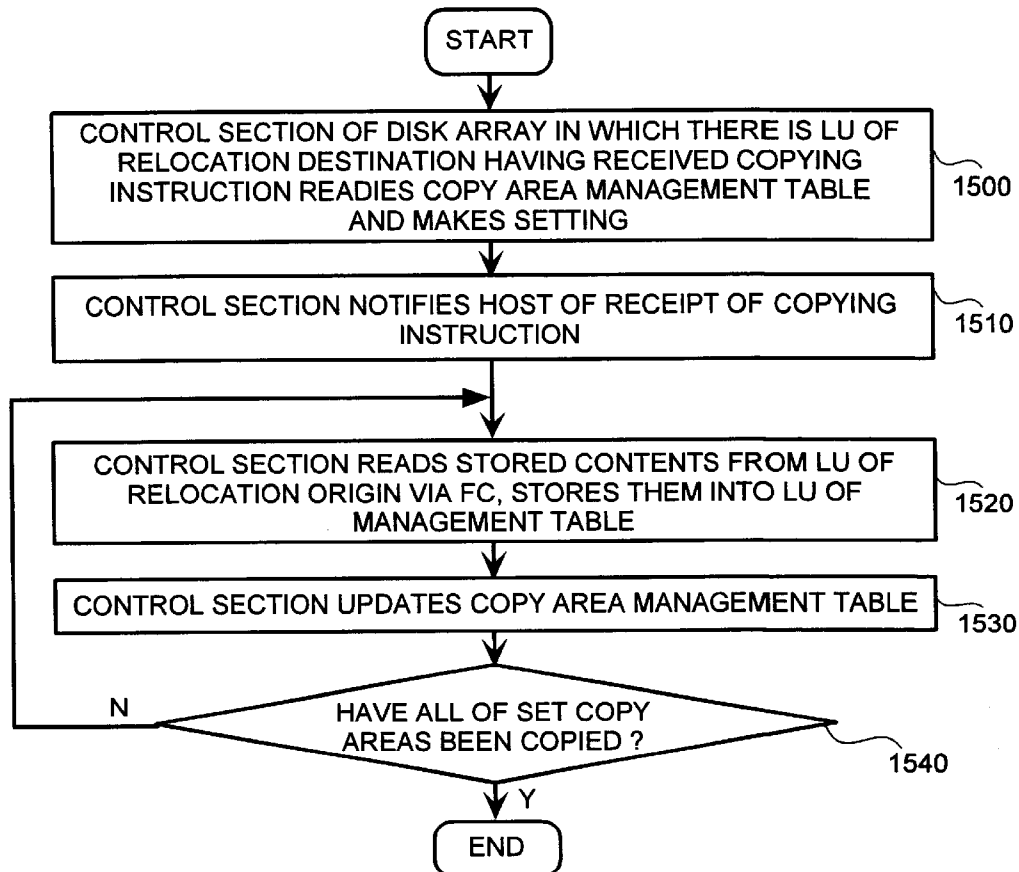 START
CONTROL SECTION OF DISK ARRAY IN WHICH THERE IS LU OF
RELOCATION DESTINATION HAVING RECEIVED COPYING
INSTRUCTION READIES COPY AREA MANAGEMENT TABLE
AND MAKES SETTING
1500
CONTROL SECTION NOTIFIES HOST OF RECEIPT OF COPYING
INSTRUCTION
1510
CONTROL SECTION READS STORED CONTENTS FROM LU OF
RELOCATION ORIGIN VIA FC, STORES THEM INTO LU OF
MANAGEMENT TABLE
1520
CONTROL SECTION UPDATES COPY AREA MANAGEMENT TABLE
1530
N
HAVE ALL OF SET COPY
AREAS BEEN COPIED ?
1540
Y
END